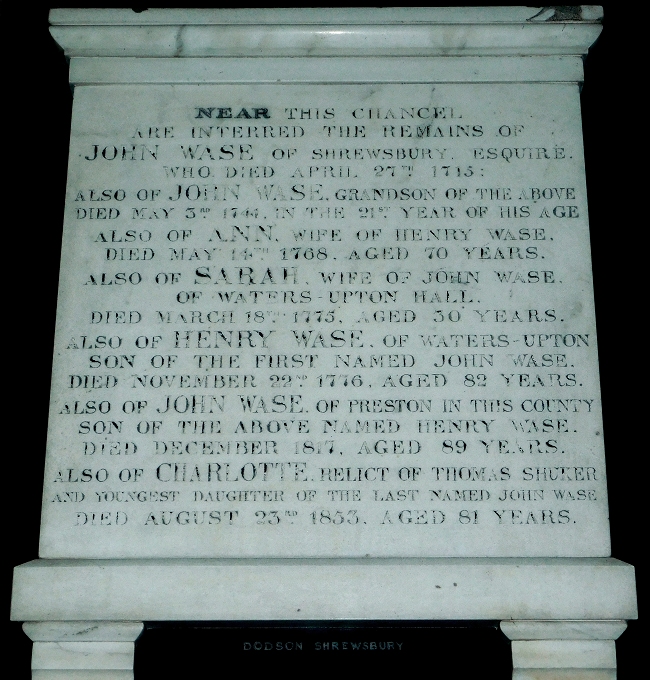 NEAR THIS CHANCEL
ARE INTERRED THE REMAINS OF
JOHN WASE OF SHREWSBURY, ESQUIRE.
WHO DIED APRIL 27TH
ALSO OF JOHN WASE, GRANDSON OF THE ABOVE
DIED MAY 3RD IN THE 21ST YEAR OF HIS AGE
ALSO OF ANN, WIFE OF HENRY WASE,
DIED MAY 14TH 1768, AGED 70 YEARS.
ALSO OF SARAH, WIFE OF JOHN WASE,
OF WATERS-UPTON HALL,
DIED MARCH 18TH 1775, AGED 30 YEARS.
ALSO OF HENRY WASE, OF WATERS-UPTON
SON OF THE FIRST NAMED JOHN WASE,
DIED NOVEMBER 22ND 1776, AGED 82 YEARS.
ALSO OF JOHN WASE, OF PRESTON IN THIS COUNTY
SON OF THE ABOVE NAMED HENRY WASE.
DIED DECEMBER 1817, AGED 89 YEARS.
ALSO OF CHARLOTTE, RELICT OF THOMAS SHUKER
AND YOUNGEST DAUGHTER OF THE LAST NAMED JOHN WASE
DIED AUGUST 23RD 1853, AGED 81 YEARS.
DODSON SHREWSBURY